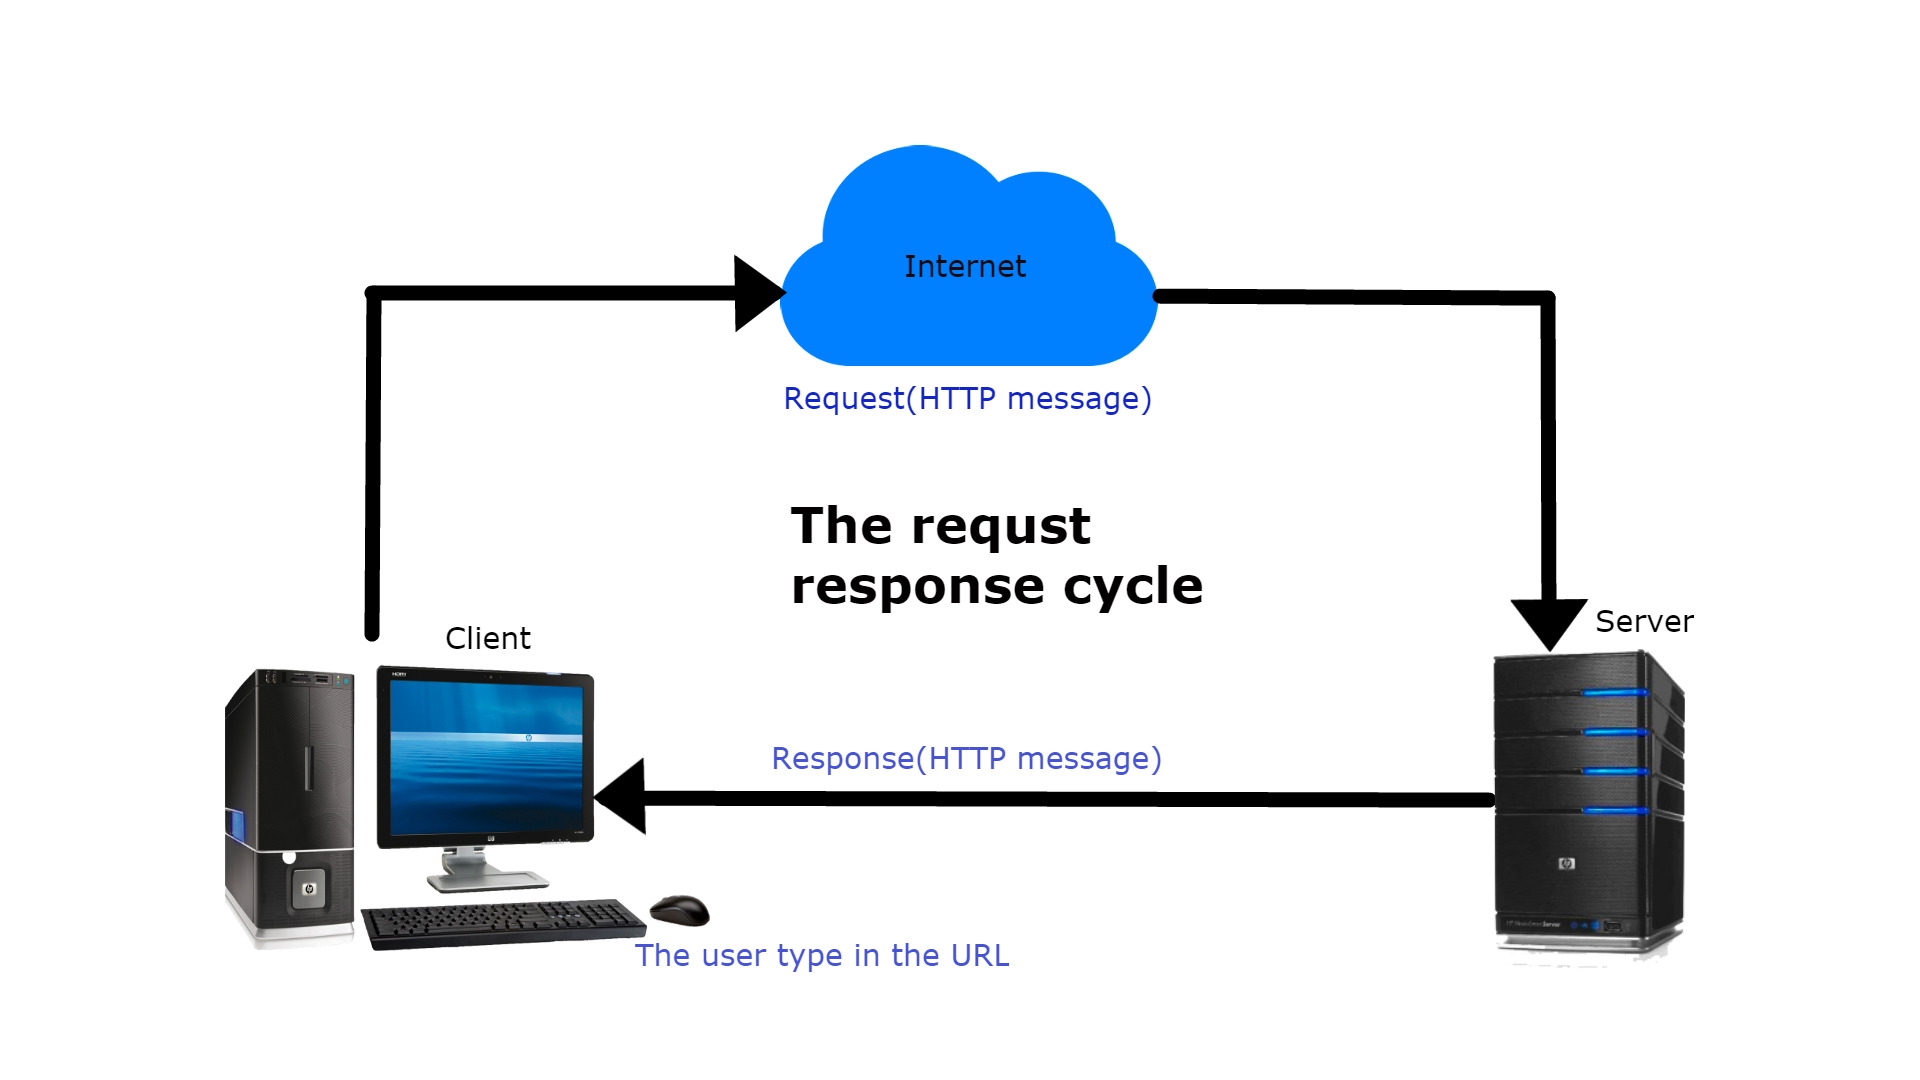 Internet
Request(HTTP message)
The requst
response cycle
Client
Server
Response(HTTP message)
The user type in the URL